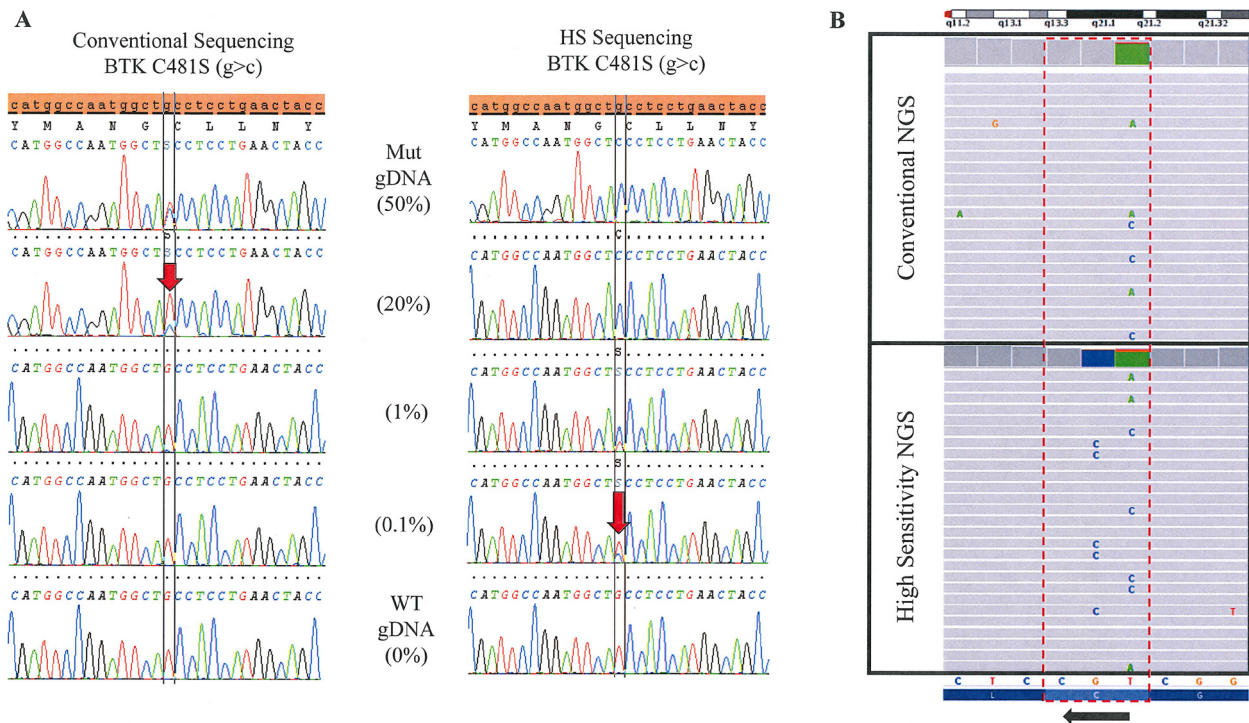 A
Conventional Sequencing
BTK C481S (g>c)
catggccaatggctgcctcctgaactacc
Y M A N G C L L N Y
CATGGCCAATGGCTSCCTCCTGAACTACC
S
CATGGCCAATGGCTSCCTCCTGAACTACC
CATGGCCAATGGCTGCCTCCTGAACTACC
CATGGCCAATGGCTGCCTCCTGAACTACC
CATGGCCAATGGCTGCCTCCTGAACTACC
Mut
gDNA
(50%)
(20%)
(1%)
(0.1%)
WT
gDNA
(0%)
HS Sequencing
BTK C481S (g>c)
catggccaatggctgcctcctgaactacc
Y M A N G C L L N Y
CATGGCCAATGGCTCCCTCCTGAACTACC
C
CATGGCCAATGGCTCCCTCCTGAACTACC
S
CATGGCCAATGGCTSCCTCCTGAACTACC
S
CATGGCCAATGGCTSCCTCCTGAACTACC
CATGGCCAATGGCTGCCTCCTGAACTACC
B
q11.2 q13.1 q13.3 q21.1 q21.2 q21.32
Conventional NGS
G A
A A
C
C
A
C
High Sensitivity NGS
A
A
C
C
C
C
C
C
C
C
C T
A
C T C C G T C G G
L C G